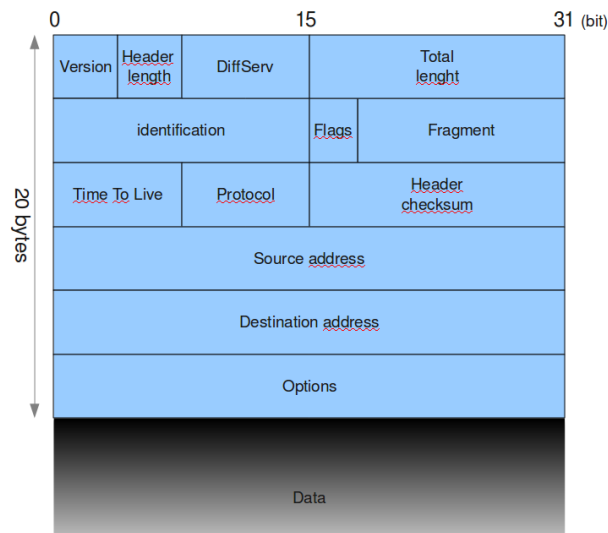 0 15 31 (bit)
Version Header length DiffServ Total lenght
identification Flags Fragment
Time To Live Protocol Header checksum
Source address
Destination address
Options
20 bytes
Data